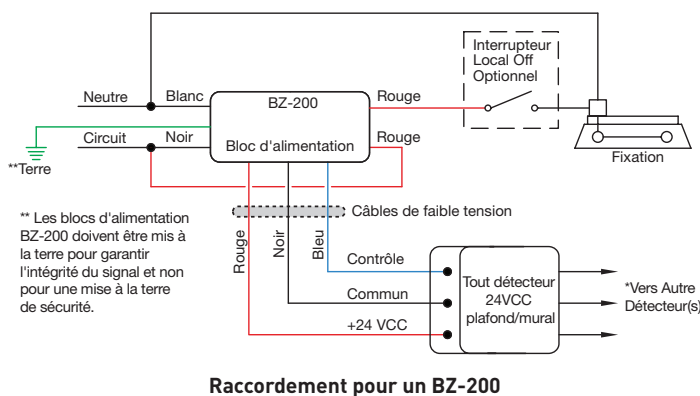 Interrupteur
Local Off
Optionnel
Neutre
Blanc
BZ-200
Rouge
Circuit
Noir
Bloc d'alimentation
Rouge
**Terre
Fixation
** Les blocs d'alimentation
BZ-200 doivent être mis à
la terre pour garantir
l'intégrité du signal et non
pour une mise à la terre
de sécurité.
Câbles de faible tension
Rouge
Noir
Bleu
Contrôle
Commun
+24 VCC
Tout détecteur
24VCC
plafond/mural
*Vers Autre
Détecteur(s)
Raccordement pour un BZ-200